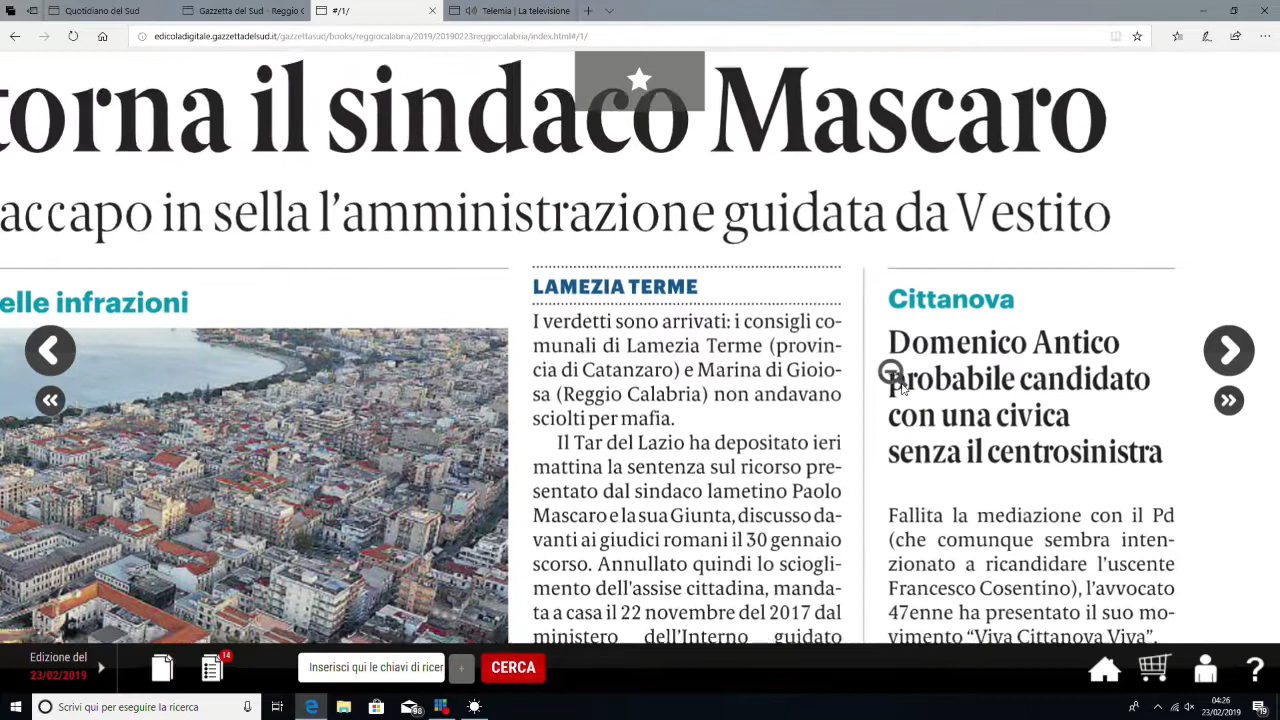 Quotidiano del Sud
Gazzetta del Sud - Reggio C
#/1/
Telemia | La televisione
edicoladigitale.gazzettadelsud.it/gazzettasud/books/reggiocalabria/2019/20190223reggiocalabria/index.html#/1/
torna il sindaco Mascaro
accapo in sella l’amministrazione guidata da Vestito
elle infrazioni
LAMEZIA TERME
I verdetti sono arrivati: i consigli co-
munali di Lamezia Terme (provin-
cia di Catanzaro) e Marina di Gioio-
sa (Reggio Calabria) non andavano
sciolti per mafia.
Il Tar del Lazio ha depositato ieri
mattina la sentenza sul ricorso pre-
sentato dal sindaco lametino Paolo
Mascaro e la sua Giunta, discusso da-
vanti ai giudici romani il 30 gennaio
scorso. Annullato quindi lo sciogli-
mento dell'assise cittadina, manda-
ta a casa il 22 novembre del 2017 dal
ministero dell'Interno guidato
Cittanova
Domenico Antico
probabile candidato
con una civica
senza il centrosinistra
Fallita la mediazione con il Pd
(che comunque sembra inten-
zionato a ricandidare l’uscente
Francesco Cosentino), l’avvocato
47enne ha presentato il suo mo-
vimento “Viva Cittanova Viva”.
Edizione del
23/02/2019
14
Inserisci qui le chiavi di ricer
+
CERCA
?
Scrivi qui per eseguire la ricerca
98
04:26
23/02/2019
19